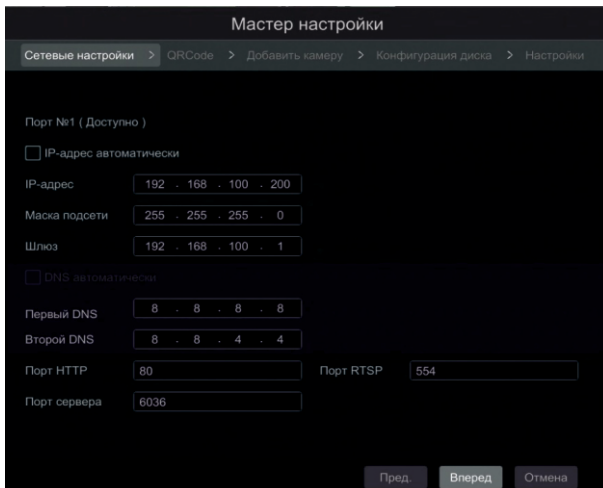 Мастер настройки
Сетевые настройки > QRCode > Добавить камеру > Конфигурация диска > Настройки
Порт №1 ( Доступно )
IP-адрес автоматически
IP-адрес 192 . 168 . 100 . 200
Маска подсети 255 . 255 . 255 . 0
Шлюз 192 . 168 . 100 . 1
DNS автоматически
Первый DNS 8 . 8 . 8 . 8
Второй DNS 8 . 8 . 4 . 4
Порт HTTP 80 Порт RTSP 554
Порт сервера 6036
Пред. Вперед Отмена